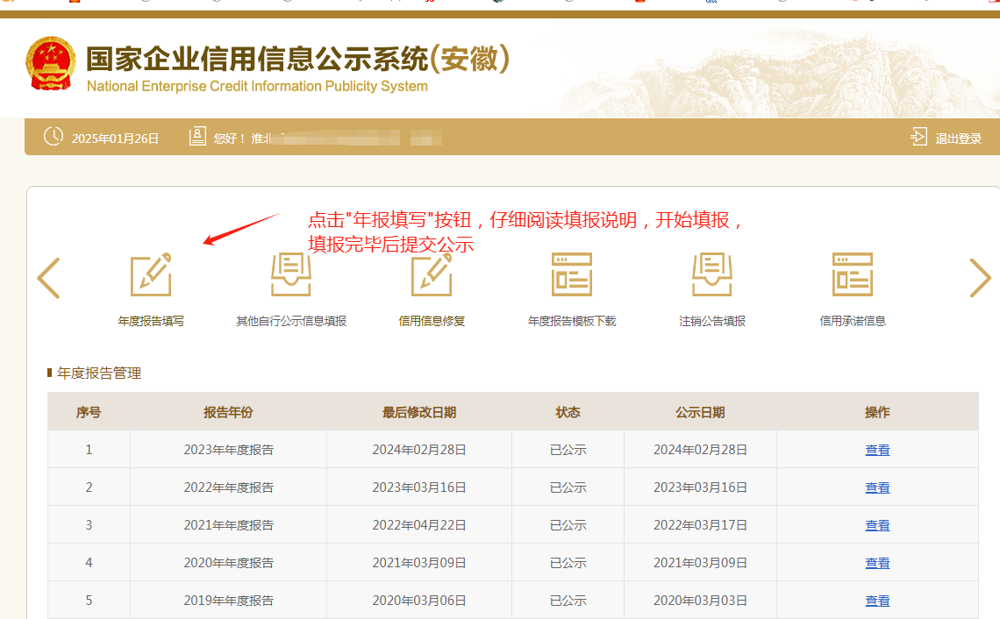 国家企业信用信息公示系统(安徽)
National Enterprise Credit Information Publicity System
2025年01月26日
您好！ 淮北
退出登录
点击"年报填写"按钮，仔细阅读填报说明，开始填报，
填报完毕后提交公示
年度报告填写 其他自行公示信息填报 信用信息修复 年度报告模板下载 注销公告填报 信用承诺信息
年度报告管理
序号 报告年份 最后修改日期 状态 公示日期 操作
1 2023年年度报告 2024年02月28日 已公示 2024年02月28日 查看
2 2022年年度报告 2023年03月16日 已公示 2023年03月16日 查看
3 2021年年度报告 2022年04月22日 已公示 2022年03月17日 查看
4 2020年年度报告 2021年03月09日 已公示 2021年03月09日 查看
5 2019年年度报告 2020年03月06日 已公示 2020年03月03日 查看